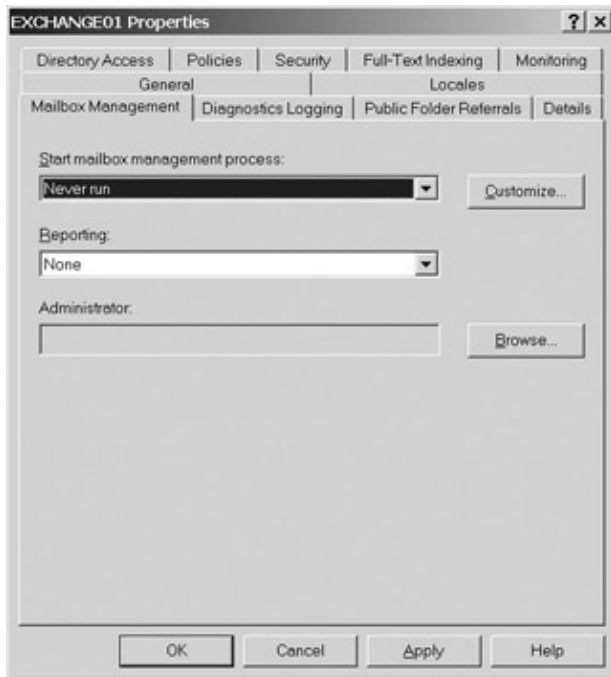 EXCHANGE01 Properties
Directory Access Policies Security Full-Text Indexing Monitoring
General Locales
Mailbox Management Diagnostics Logging Public Folder Referrals Details
Start mailbox management process:
Never run
Customize...
Reporting:
None
Administrator:
Browse...
OK Cancel Apply Help